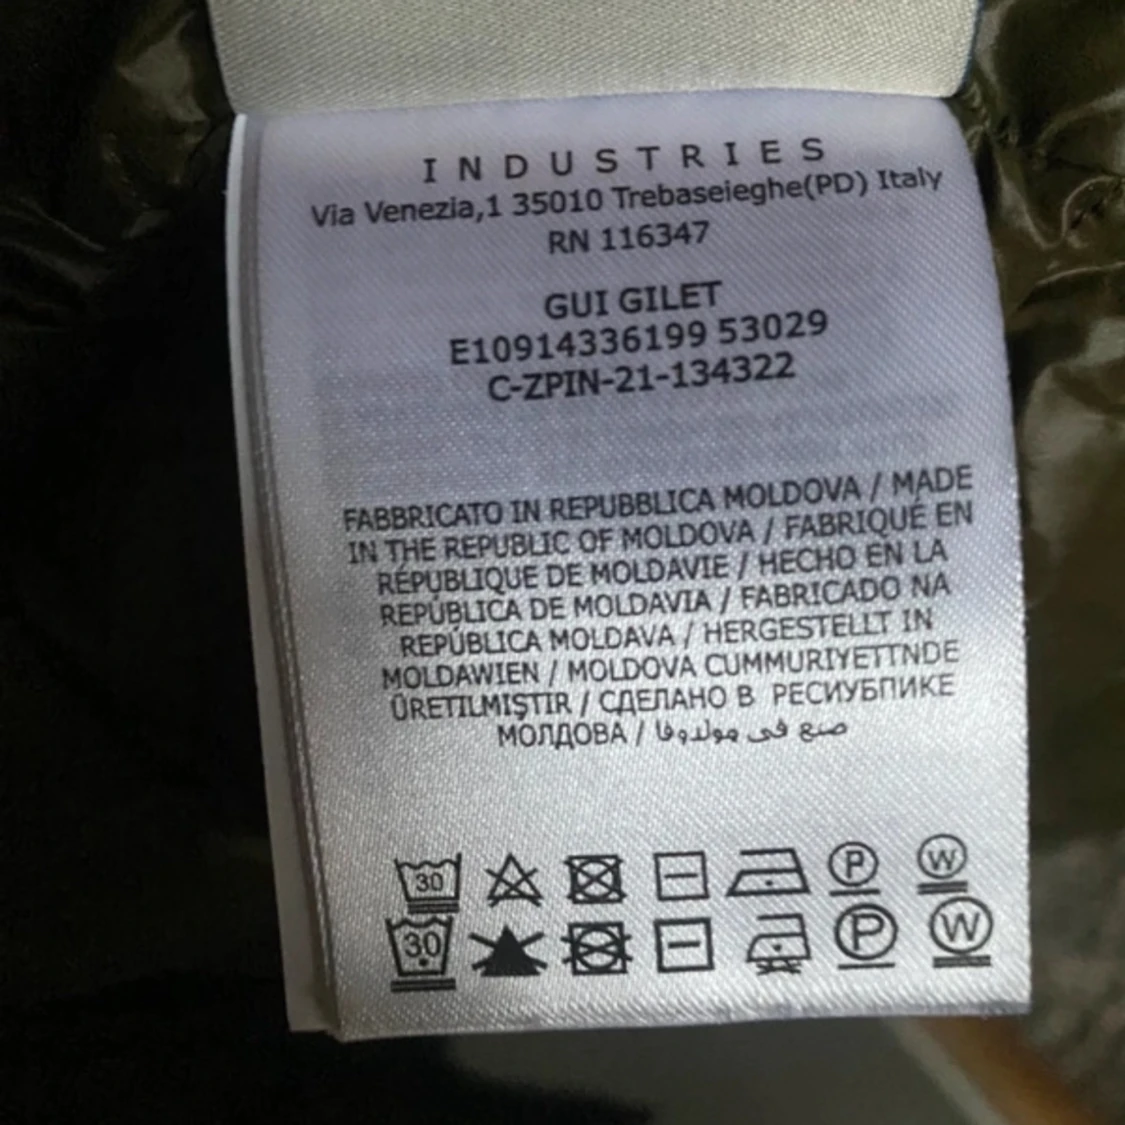 INDUSTRIES
Via Venezia,1 35010 Trebaseieghe(PD) Italy
RN 116347
GUI GILET
E10914336199 53029
C-ZPIN-21-134322
FABBRICATO IN REPUBBLICA MOLDOVA / MADE
IN THE REPUBLIC OF MOLDOVA / FABRIQUÉ EN
RÉPUBLIQUE DE MOLDAVIE / HECHO EN LA
REPÚBLICA DE MOLDAVIA / FABRICADO NA
REPÚBLICA MOLDAVA / HERGESTELLT IN
MOLDAWIEN / MOLDOVA CUMMURIYETTNDE
ÜRETILMIŞTIR / СДЕЛАНО В РЕСИУБПИКЕ
МОЛДОВА / صنع فى مولدوفا
30 P W
30 P W